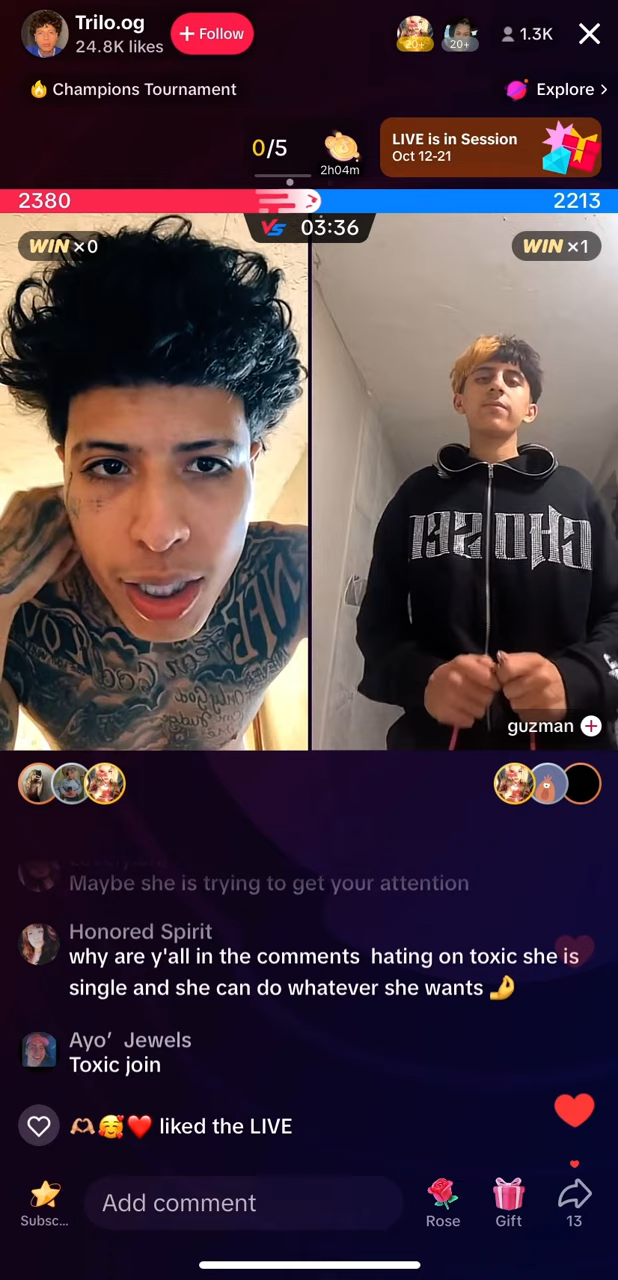 Trilo.og
24.8K likes
+ Follow
20+
20+
1.3K
Champions Tournament
Explore >
0/5
2h04m
LIVE is in Session
Oct 12-21
2380
2213
VS 03:36
WIN ×0
WIN ×1
guzman
Maybe she is trying to get your attention
Honored Spirit
why are y'all in the comments  hating on toxic she is
single and she can do whatever she wants 🤌
Ayo’ Jewels
Toxic join
🫶🥰❤️ liked the LIVE
Subsc...
Add comment
Rose
Gift
13